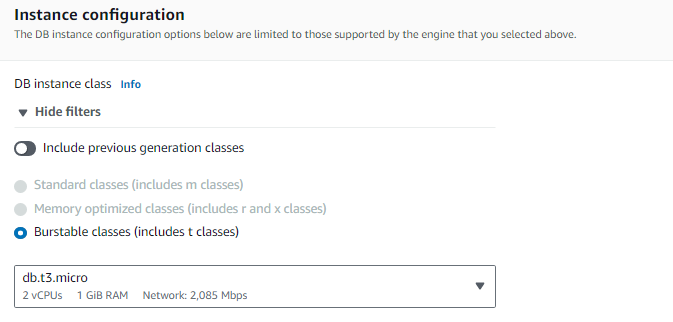 Instance configuration
The DB instance configuration options below are limited to those supported by the engine that you selected above.
DB instance class Info
Hide filters
Include previous generation classes
Standard classes (includes m classes)
Memory optimized classes (includes r and x classes)
Burstable classes (includes t classes)
db.t3.micro
2 vCPUs 1 GiB RAM Network: 2,085 Mbps